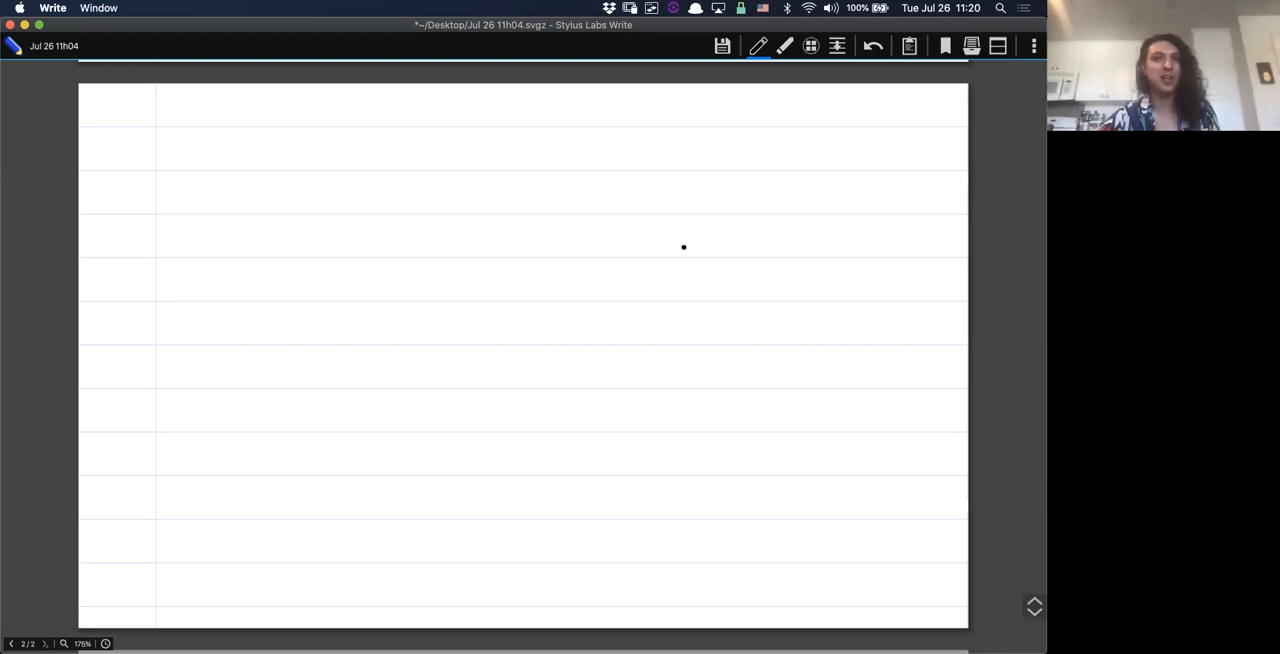 Write Window 100% Tue Jul 26 11:20
*~/Desktop/Jul 26 11h04.svgz - Stylus Labs Write
Jul 26 11h04
2/2 176%